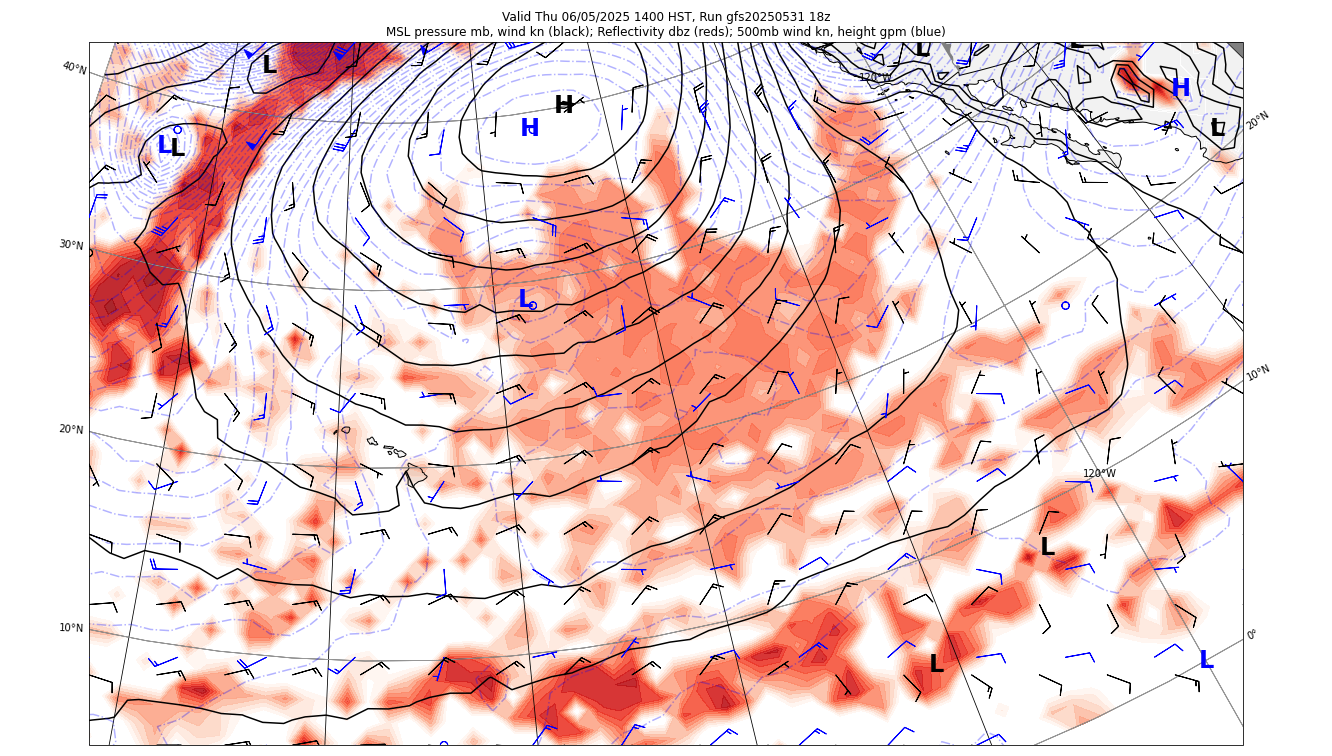 Valid Thu 06/05/2025 1400 HST, Run gfs20250531 18z
MSL pressure mb, wind kn (black); Reflectivity dbz (reds); 500mb wind kn, height gpm (blue)
L
L
L
40°N
120°W
H
H
H
L
20°N
L
L
30°N
L
10°N
20°N
120°W
L
10°N
0°
L
L